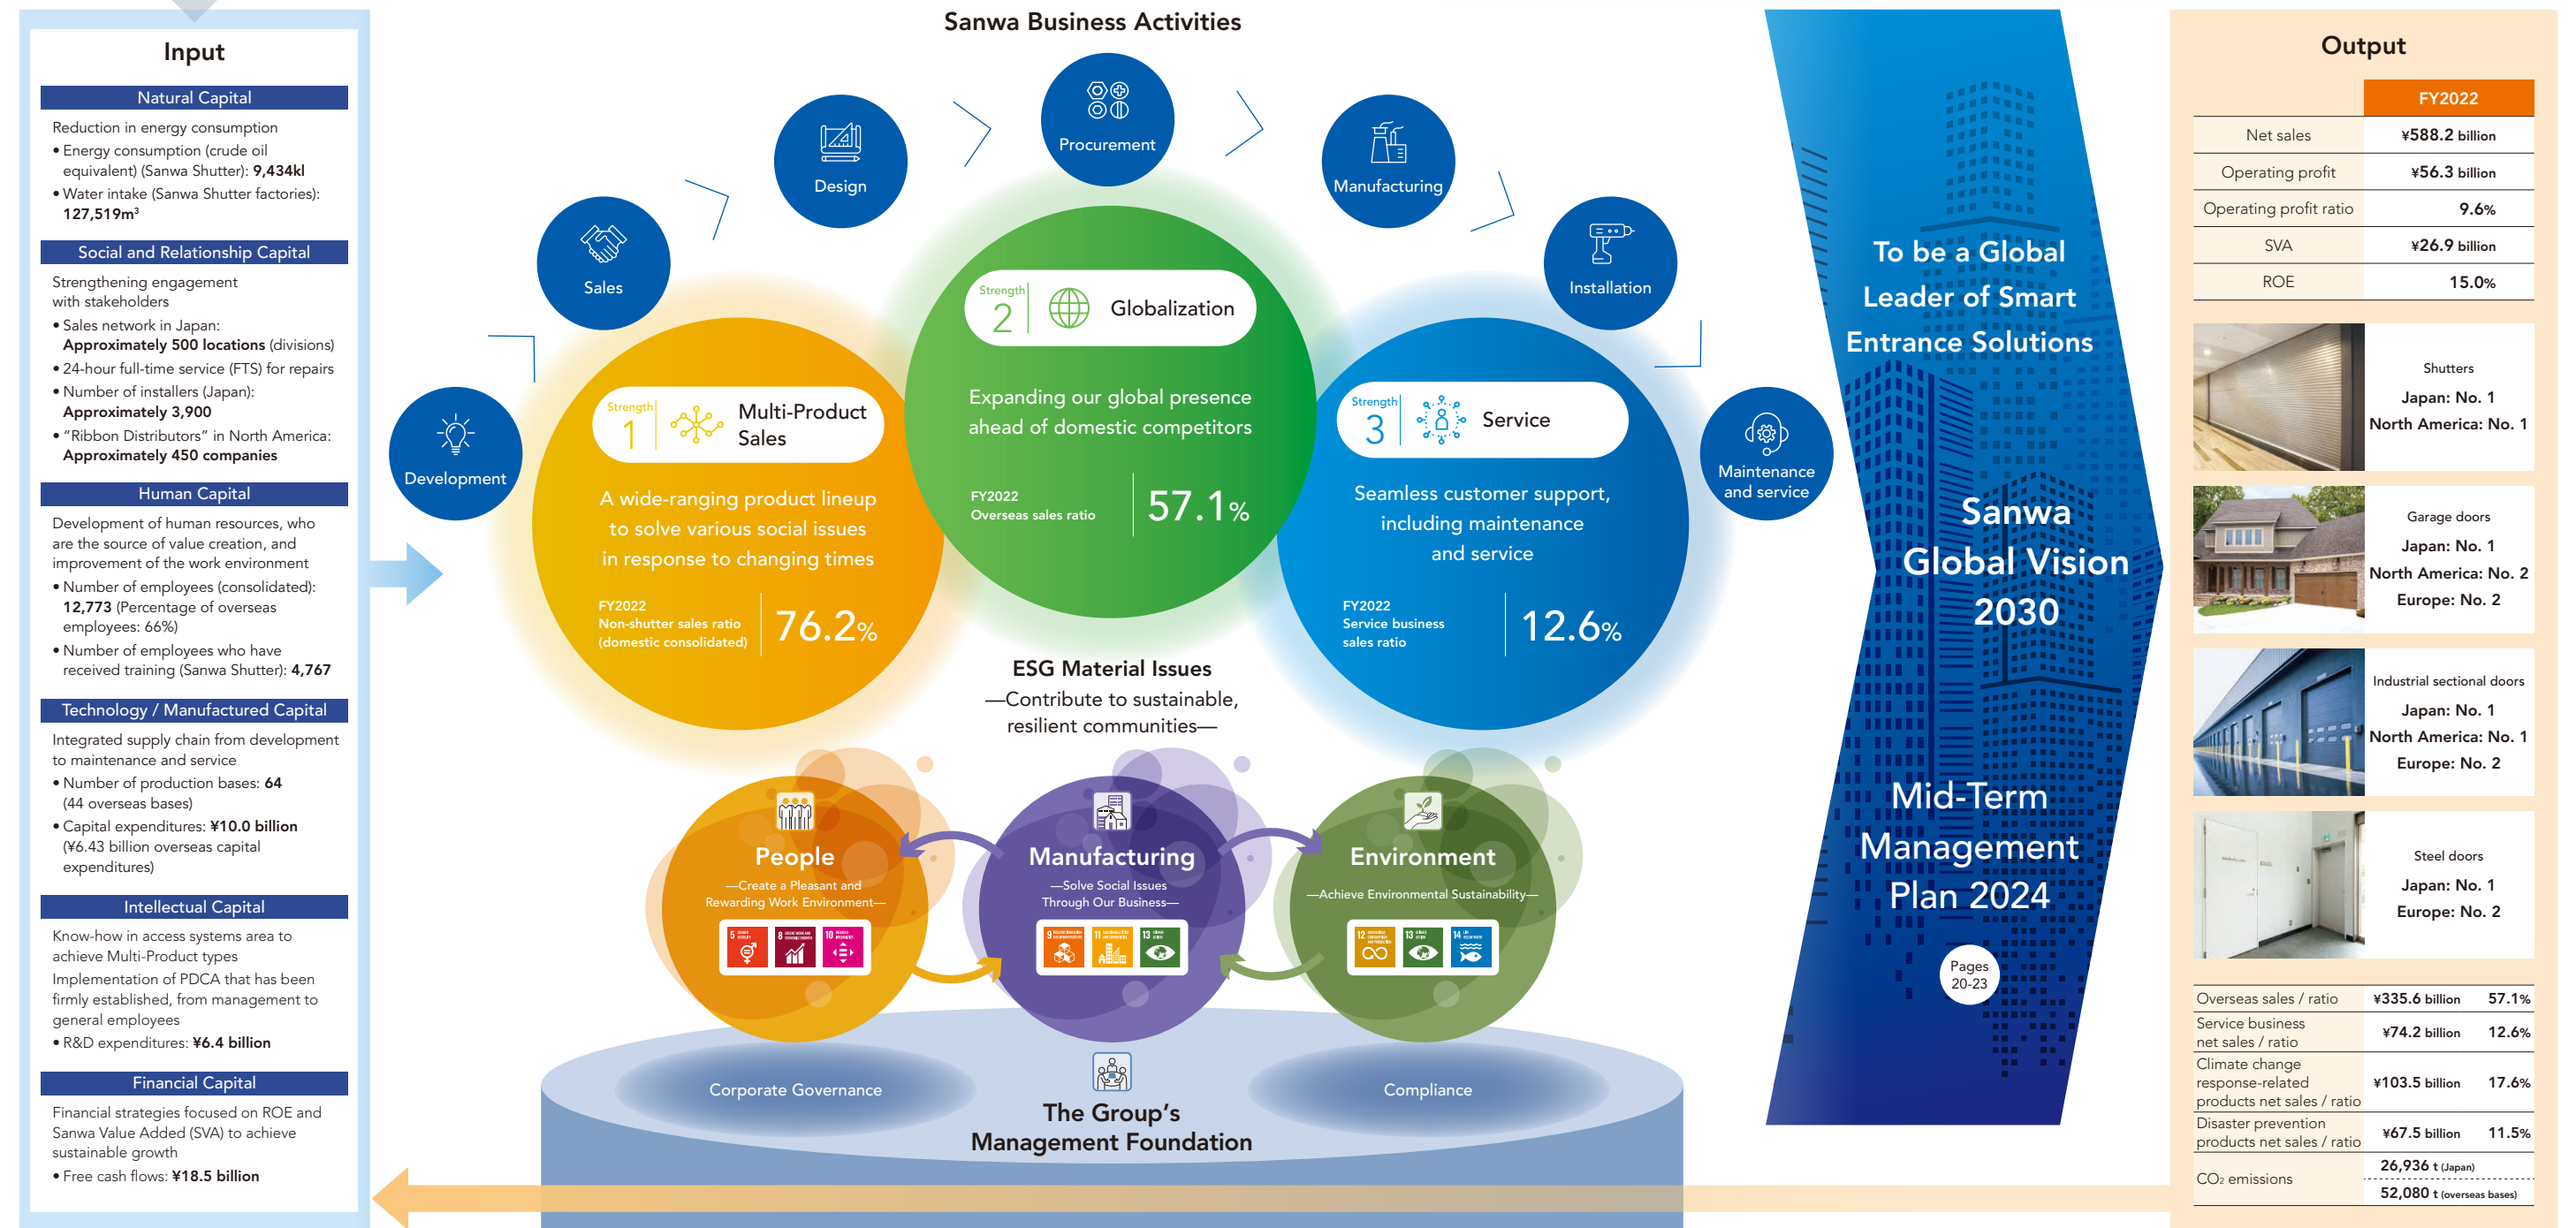 Input
Natural Capital
Reduction in energy consumption
• Energy consumption (crude oil
equivalent) (Sanwa Shutter): 9,434kl
• Water intake (Sanwa Shutter factories):
127,519m³
Social and Relationship Capital
Strengthening engagement
with stakeholders
• Sales network in Japan:
Approximately 500 locations (divisions)
• 24-hour full-time service (FTS) for repairs
• Number of installers (Japan):
Approximately 3,900
• “Ribbon Distributors” in North America:
Approximately 450 companies
Human Capital
Development of human resources, who
are the source of value creation, and
improvement of the work environment
• Number of employees (consolidated):
12,773 (Percentage of overseas
employees: 66%)
• Number of employees who have
received training (Sanwa Shutter): 4,767
Technology / Manufactured Capital
Integrated supply chain from development
to maintenance and service
• Number of production bases: 64
(44 overseas bases)
• Capital expenditures: ¥10.0 billion
(¥6.43 billion overseas capital
expenditures)
Intellectual Capital
Know-how in access systems area to
achieve Multi-Product types
Implementation of PDCA that has been
firmly established, from management to
general employees
• R&D expenditures: ¥6.4 billion
Financial Capital
Financial strategies focused on ROE and
Sanwa Value Added (SVA) to achieve
sustainable growth
• Free cash flows: ¥18.5 billion
Sanwa Business Activities
Development
Sales
Design
Procurement
Manufacturing
Installation
Maintenance
and service
Strength
1
Multi-Product
Sales
A wide-ranging product lineup
to solve various social issues
in response to changing times
FY2022
Non-shutter sales ratio
(domestic consolidated)
76.2%
Strength
2
Globalization
Expanding our global presence
ahead of domestic competitors
FY2022
Overseas sales ratio
57.1%
Strength
3
Service
Seamless customer support,
including maintenance
and service
FY2022
Service business
sales ratio
12.6%
ESG Material Issues
—Contribute to sustainable,
resilient communities—
People
—Create a Pleasant and
Rewarding Work Environment—
5
8
10
Manufacturing
—Solve Social Issues
Through Our Business—
9
11
13
Environment
—Achieve Environmental Sustainability—
12
13
14
Corporate Governance
Compliance
The Group’s
Management Foundation
To be a Global
Leader of Smart
Entrance Solutions
Sanwa
Global Vision
2030
Mid-Term
Management
Plan 2024
Pages
20-23
Output
FY2022
Net sales ¥588.2 billion
Operating profit ¥56.3 billion
Operating profit ratio 9.6%
SVA ¥26.9 billion
ROE 15.0%
Shutters
Japan: No. 1
North America: No. 1
Garage doors
Japan: No. 1
North America: No. 2
Europe: No. 2
Industrial sectional doors
Japan: No. 1
North America: No. 1
Europe: No. 2
Steel doors
Japan: No. 1
Europe: No. 2
Overseas sales / ratio ¥335.6 billion 57.1%
Service business
net sales / ratio ¥74.2 billion 12.6%
Climate change
response-related
products net sales / ratio ¥103.5 billion 17.6%
Disaster prevention
products net sales / ratio ¥67.5 billion 11.5%
CO₂ emissions
26,936 t (Japan)
52,080 t (overseas bases)